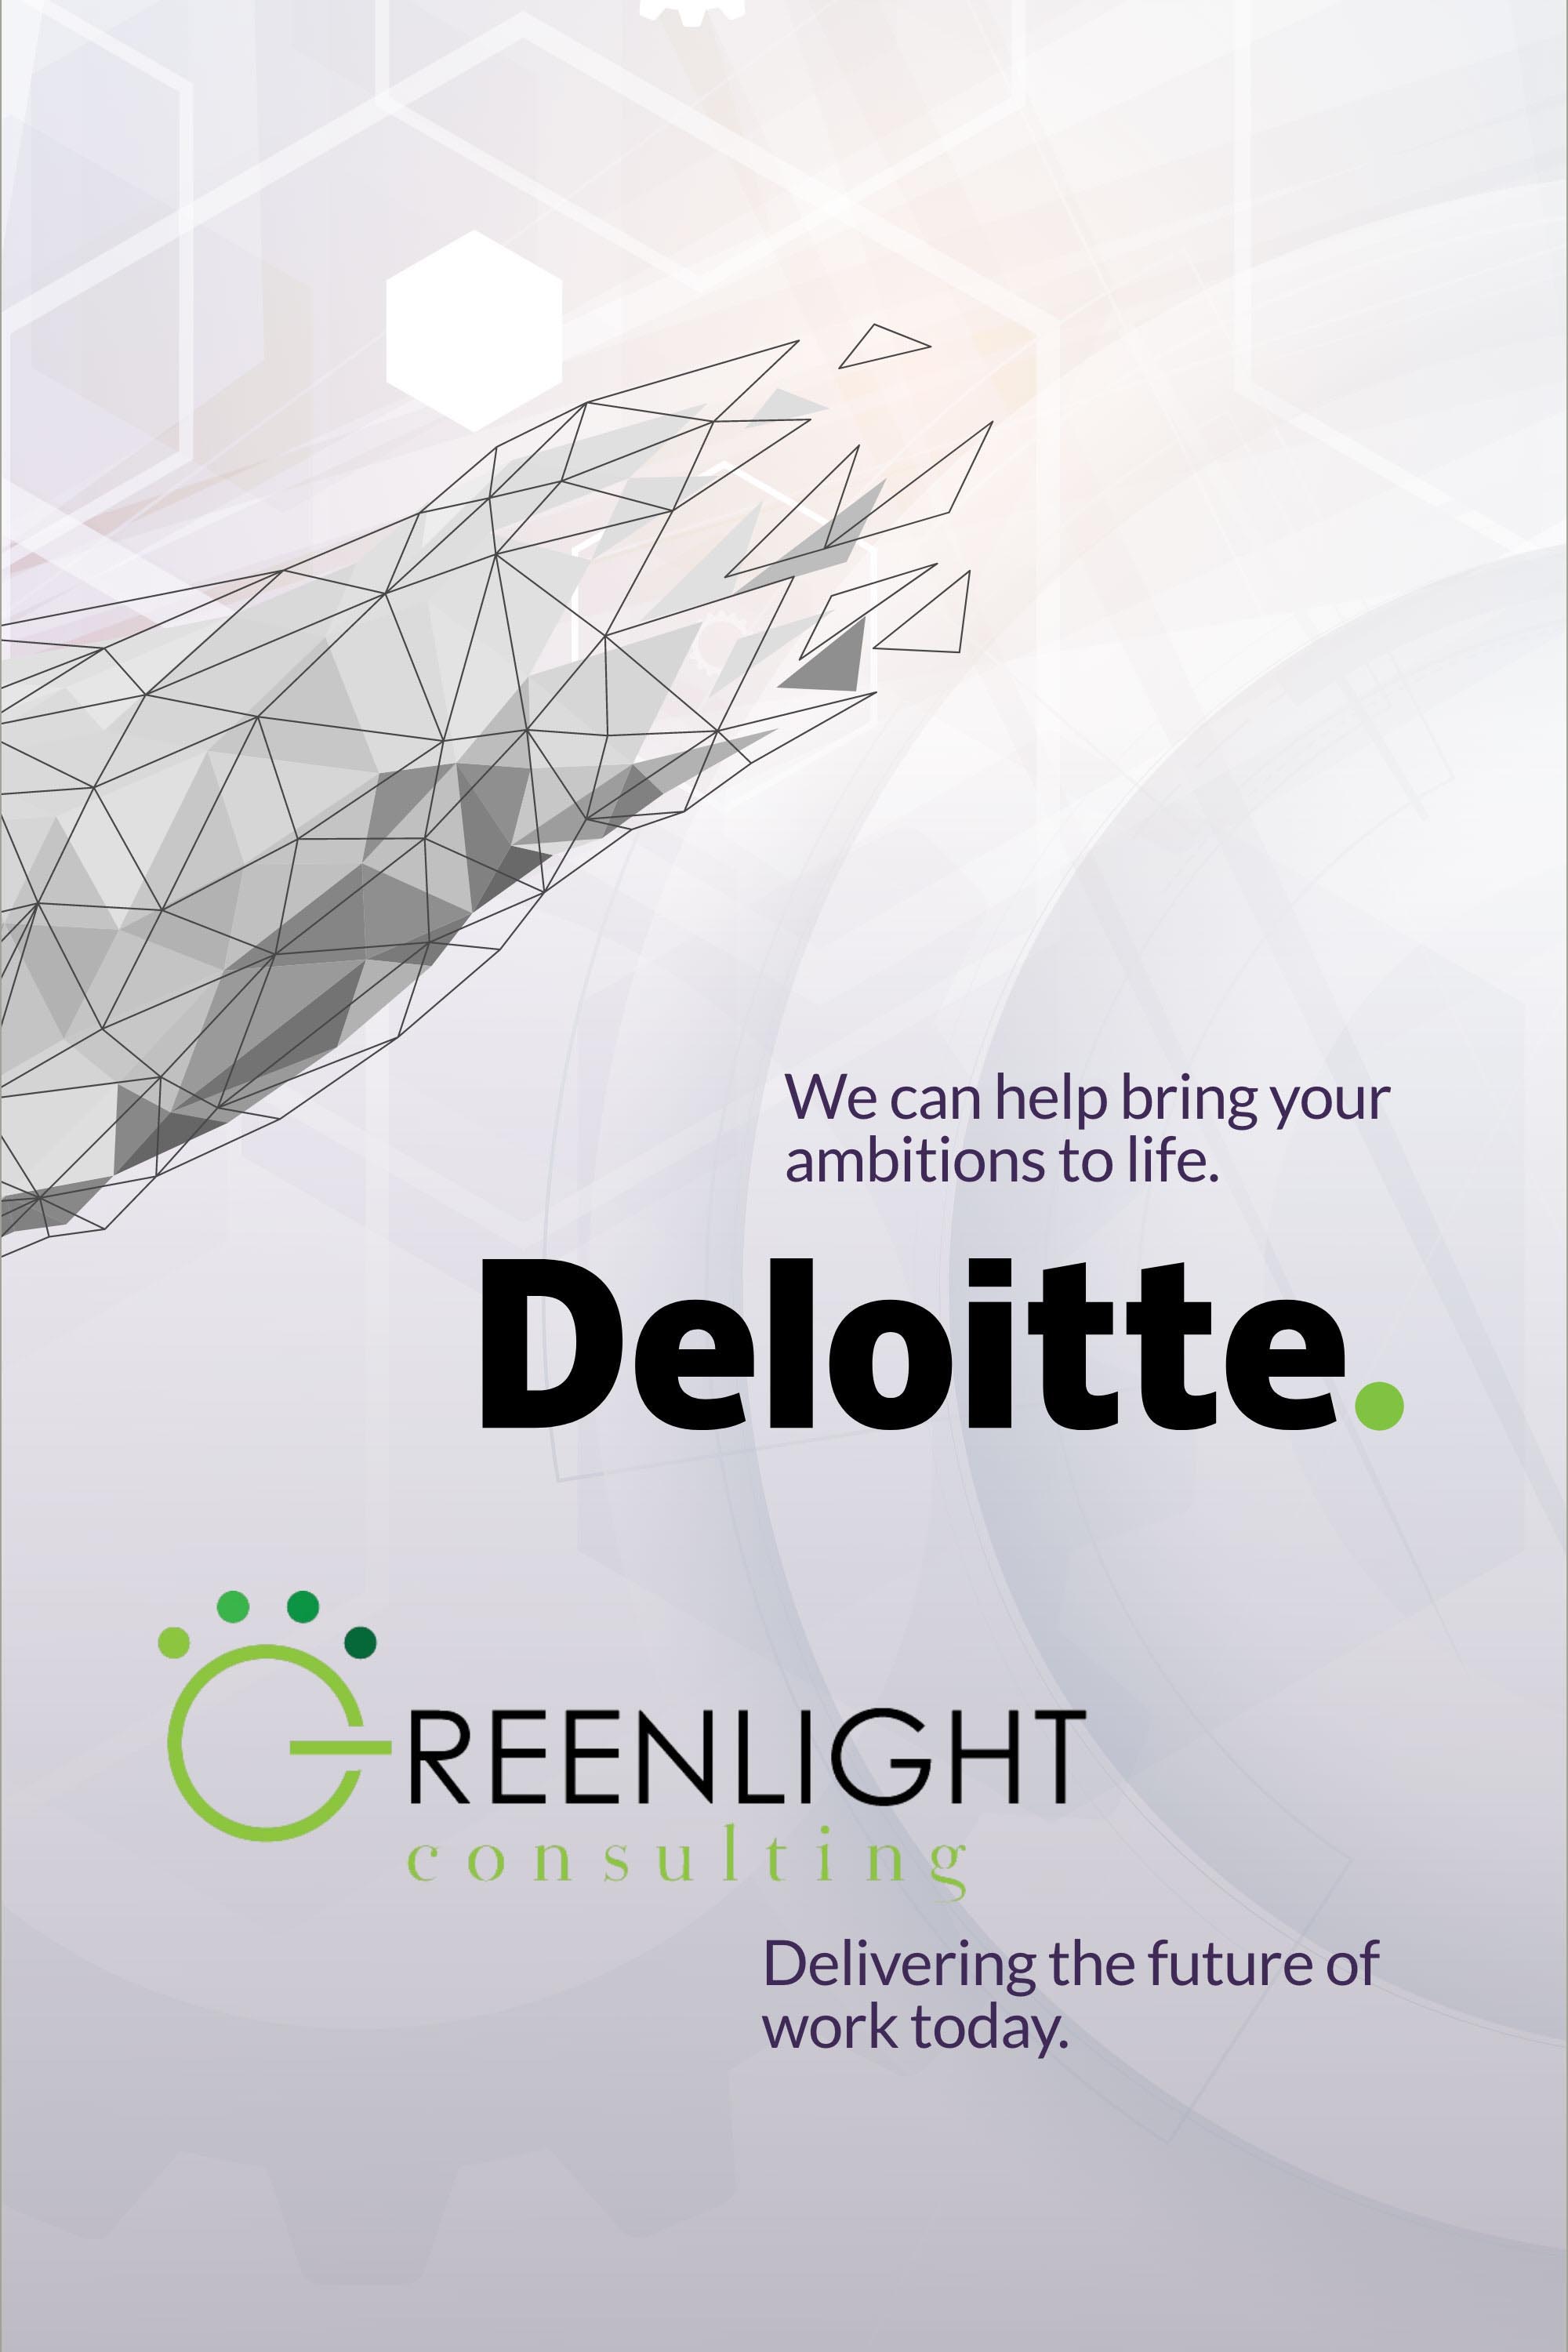 We can help bring your
ambitions to life.
Deloitte.
GREENLIGHT
consulting
Delivering the future of
work today.